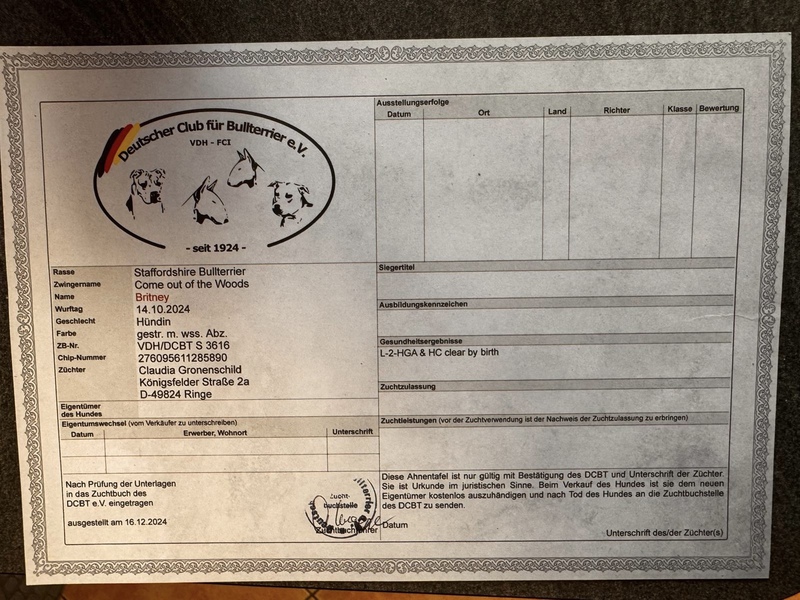 Deutscher Club für Bullterrier e.V.
VDH - FCI
- seit 1924 -
Rasse Staffordshire Bullterrier
Zwingername Come out of the Woods
Name Britney
Wurftag 14.10.2024
Geschlecht Hündin
Farbe gestr. m. wss. Abz.
ZB-Nr. VDH/DCBT S 3616
Chip-Nummer 276095611285890
Züchter Claudia Gronenschild
Königsfelder Straße 2a
D-49824 Ringe
Eigentümer
des Hundes
Eigentumswechsel (vom Verkäufer zu unterschreiben)
Datum Erwerber, Wohnort Unterschrift
Nach Prüfung der Unterlagen
in das Zuchtbuch des
DCBT e.V. eingetragen
ausgestellt am 16.12.2024
Zucht-
buchstelle
Ausstellungserfolge
Datum Ort Land Richter Klasse Bewertung
Siegertitel
Ausbildungskennzeichen
Gesundheitsergebnisse
L-2-HGA & HC clear by birth
Zuchtzulassung
Zuchtleistungen (vor der Zuchtverwendung ist der Nachweis der Zuchtzulassung zu erbringen)
Diese Ahnentafel ist nur gültig mit Bestätigung des DCBT und Unterschrift der Züchter.
Sie ist Urkunde im juristischen Sinne. Beim Verkauf des Hundes ist sie dem neuen
Eigentümer kostenlos auszuhändigen und nach Tod des Hundes an die Zuchtbuchstelle
des DCBT zu senden.
Datum
Unterschrift des/der Züchter(s)